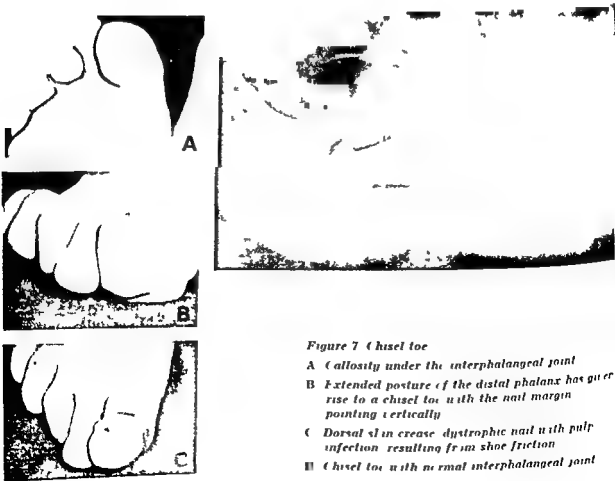 A
B
C
Figure 7 Chisel toe
A Callosity under the interphalangeal joint
B Extended posture of the distal phalanx has given
rise to a chisel toe with the nail margin
pointing vertically
C Dorsal skin crease dystrophic nail with pulp
infection resulting from shoe friction
Chisel toe with normal interphalangeal joint